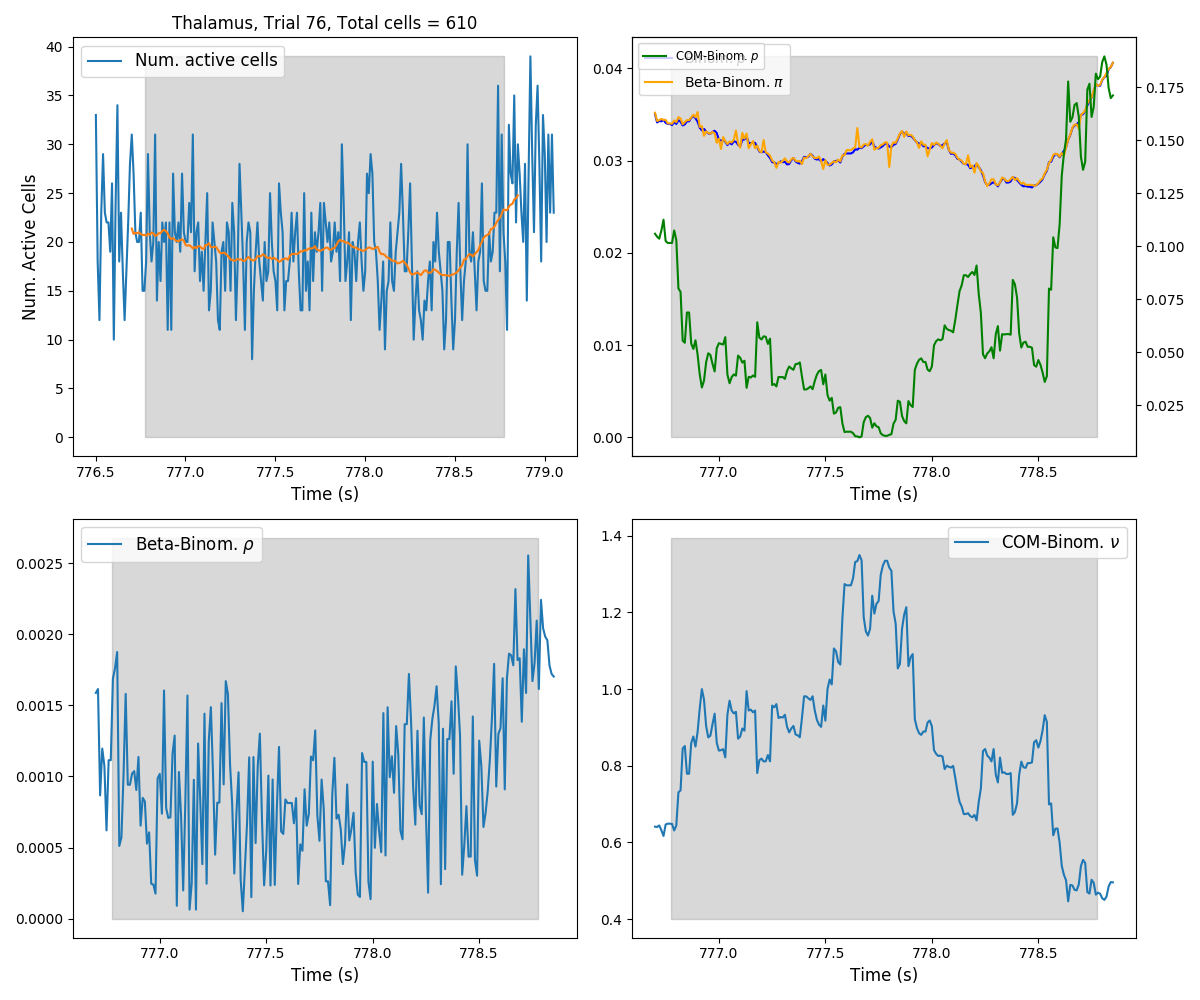 Thalamus, Trial 76, Total cells = 610
Num. Active Cells
40
35
30
25
20
15
10
5
0
Num. active cells
776.5 777.0 777.5 778.0 778.5 779.0
Time (s)
0.04
0.03
0.02
0.01
0.00
COM-Binom. p
Beta-Binom. π
0.175
0.150
0.125
0.100
0.075
0.050
0.025
777.0 777.5 778.0 778.5
Time (s)
0.0025
0.0020
0.0015
0.0010
0.0005
0.0000
Beta-Binom. ρ
777.0 777.5 778.0 778.5
Time (s)
1.4
1.2
1.0
0.8
0.6
0.4
COM-Binom. ν
777.0 777.5 778.0 778.5
Time (s)